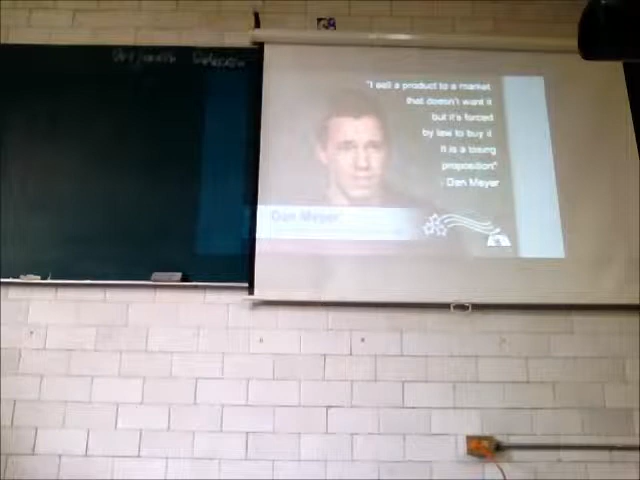 "I sell a product to a market
that doesn't want it
but it's forced
by law to buy it
It is a losing
proposition"
- Dan Meyer
Dan Meyer